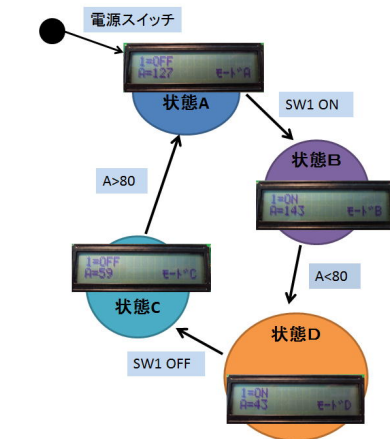 電源スイッチ
1=OFF
A=127 モード A
状態A
SW1 ON
状態B
1=ON
A=143 モード B
A>80
A<80
1=OFF
A=59 モード C
状態C
SW1 OFF
状態D
1=ON
A=43 モード D